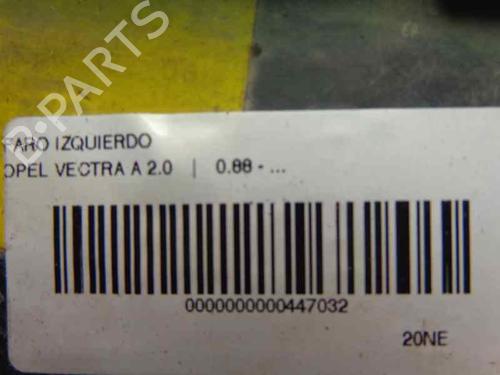 B-PARTS
FARO IZQUIERDO
OPEL VECTRA A 2.0 | 0.88 - ...
0000000000447032
20NE